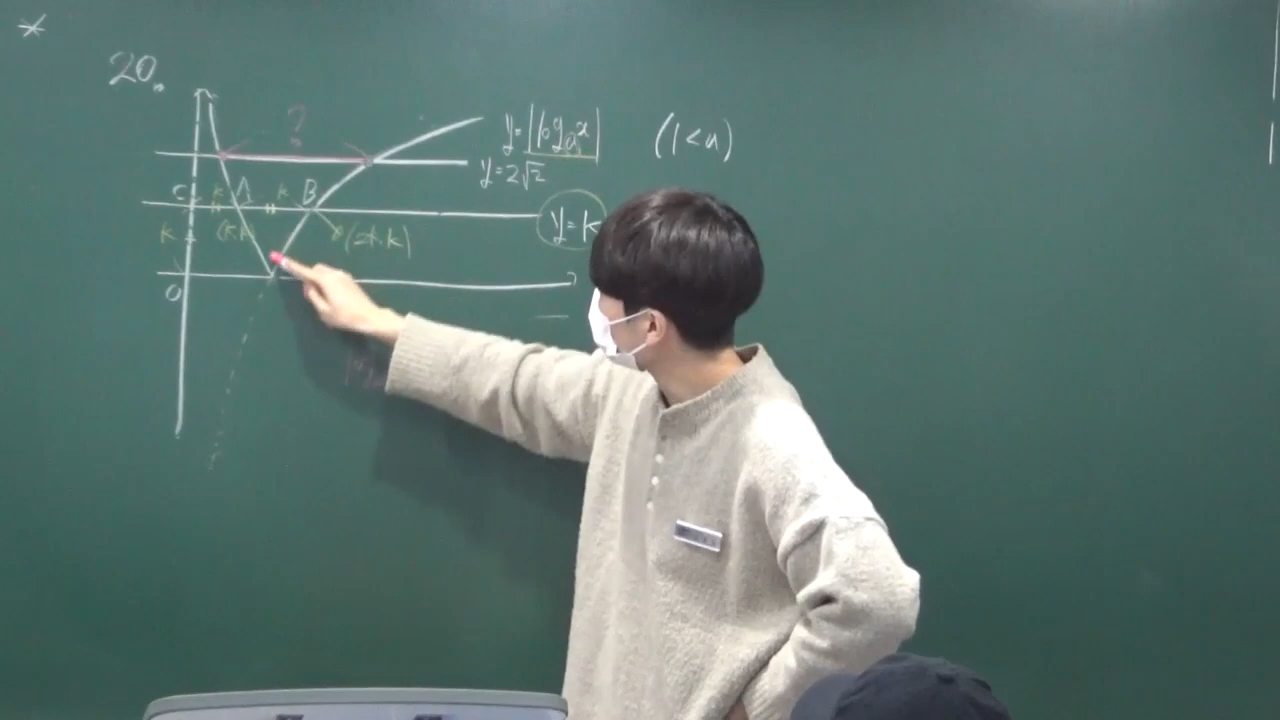 20.
?
y=|log_a x| (1<a)
y=2√2
C k A k B
y=k
k (k,k) (2k,k)
O